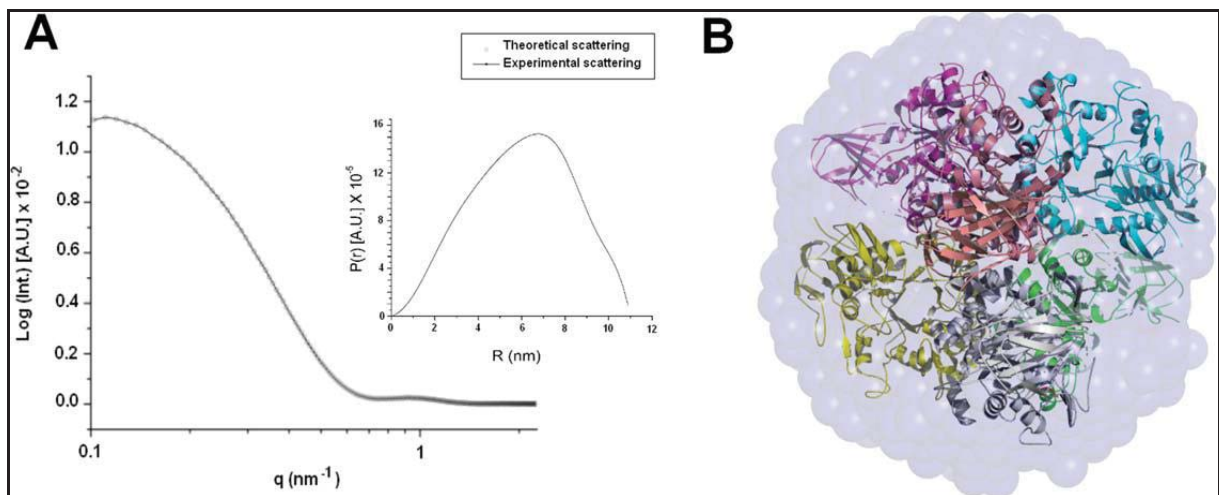 A
Theoretical scattering
Experimental scattering
Log (Int.) [A.U.] x 10⁻²
1.2
1.0
0.8
0.6
0.4
0.2
0.0
0.1
1
q (nm⁻¹)
P(r) [A.U.] X 10⁻⁵
16
12
8
4
0
0
2
4
6
8
10
12
R (nm)
B